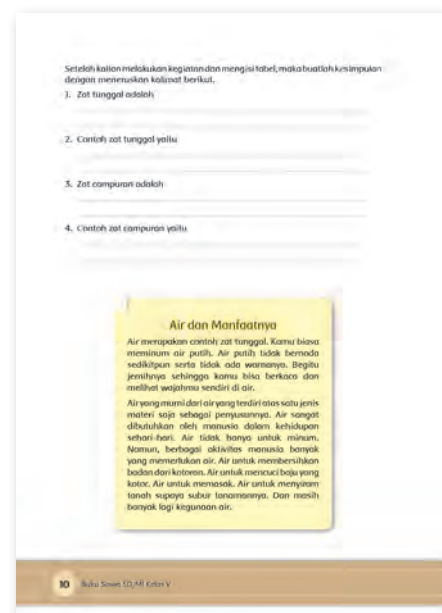 Setelah kalian melakukan kegiatan dan mengisi tabel, maka buatlah kesimpulan
dengan meneruskan kalimat berikut.
1. Zat tunggal adalah
2. Contoh zat tunggal yaitu
3. Zat campuran adalah
4. Contoh zat campuran yaitu
Air dan Manfaatnya
Air merupakan contoh zat tunggal. Kamu biasa
meminum air putih. Air putih tidak bernoda
sedikitpun serta tidak ada warnanya. Begitu
jernihnya sehingga kamu bisa berkaca dan
melihat wajahmu sendiri di air.
Air yang murni dari air yang terdiri atas satu jenis
materi saja sebagai penyusunnya. Air sangat
dibutuhkan oleh manusia dalam kehidupan
sehari-hari. Air tidak hanya untuk minum.
Namun, berbagai aktivitas manusia banyak
yang memerlukan air. Air untuk membersihkan
badan dari kotoran. Air untuk mencuci baju yang
kotor. Air untuk memasak. Air untuk menyiram
tanah supaya subur tanamannya. Dan masih
banyak lagi kegunaan air.
10 Buku Siswa SD/MI Kelas V